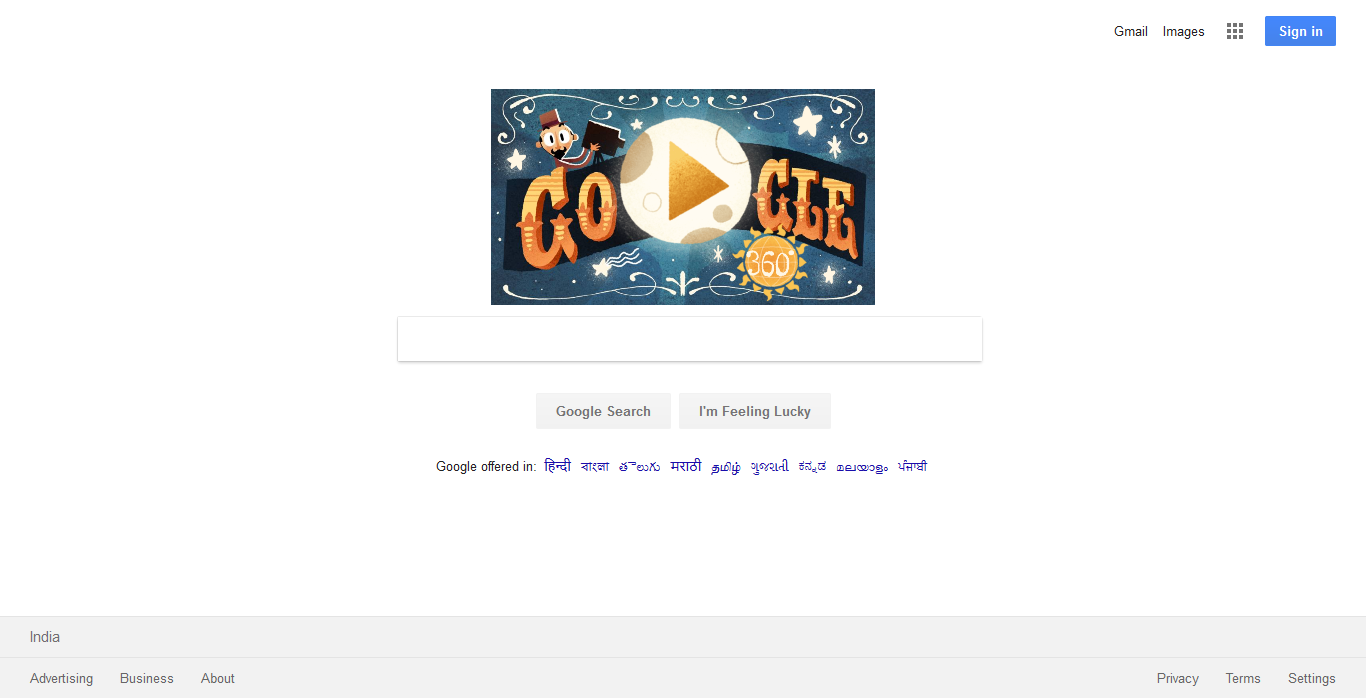 Gmail Images Sign in
GO GLE
360°
Google Search I'm Feeling Lucky
Google offered in: हिन्दी বাংলা తెలుగు मराठी தமிழ் ગુજરાતી ಕನ್ನಡ മലയാളം ਪੰਜਾਬੀ
India
Advertising Business About Privacy Terms Settings